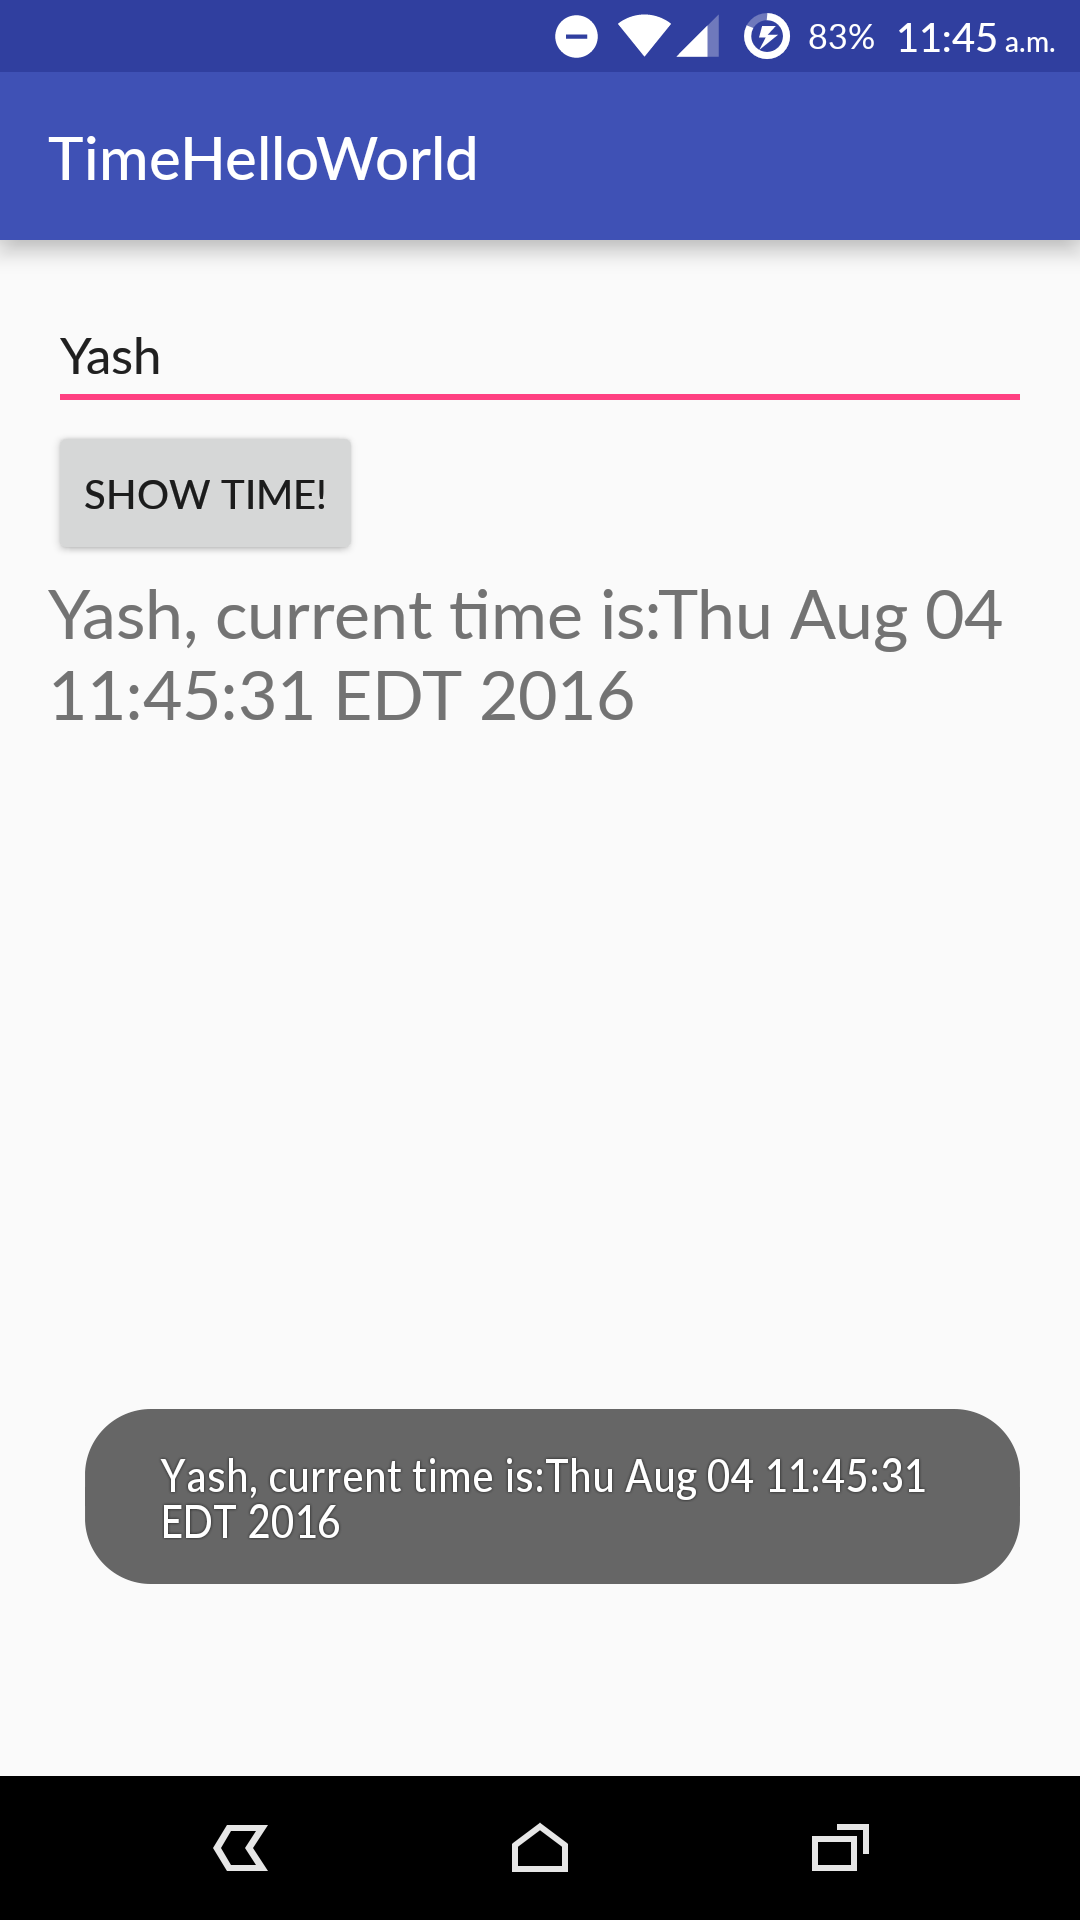 83% 11:45 a.m.
TimeHelloWorld
Yash
SHOW TIME!
Yash, current time is:Thu Aug 04
11:45:31 EDT 2016
Yash, current time is:Thu Aug 04 11:45:31
EDT 2016